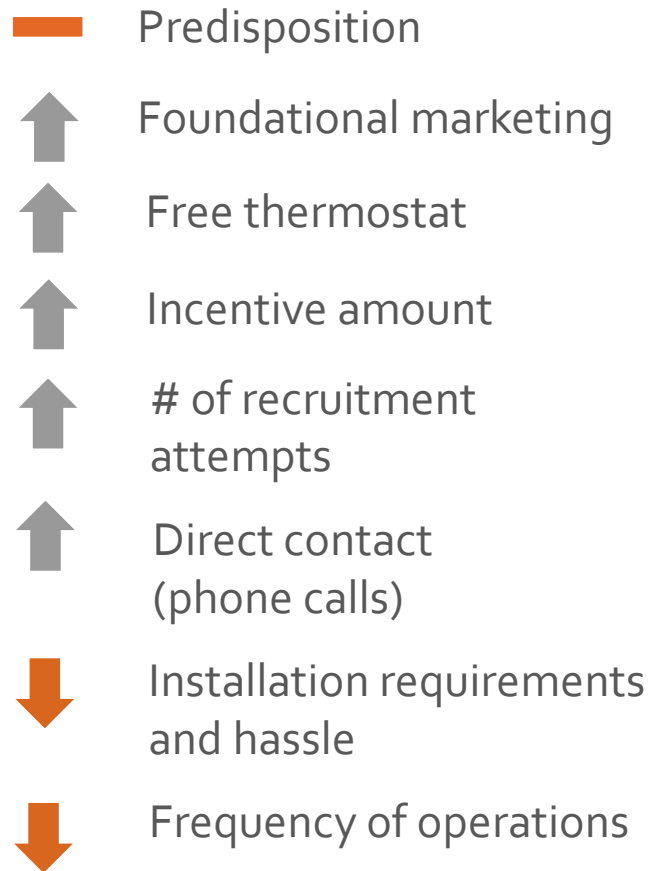 Predisposition
Foundational marketing
Free thermostat
Incentive amount
# of recruitment
attempts
Direct contact
(phone calls)
Installation requirements
and hassle
Frequency of operations